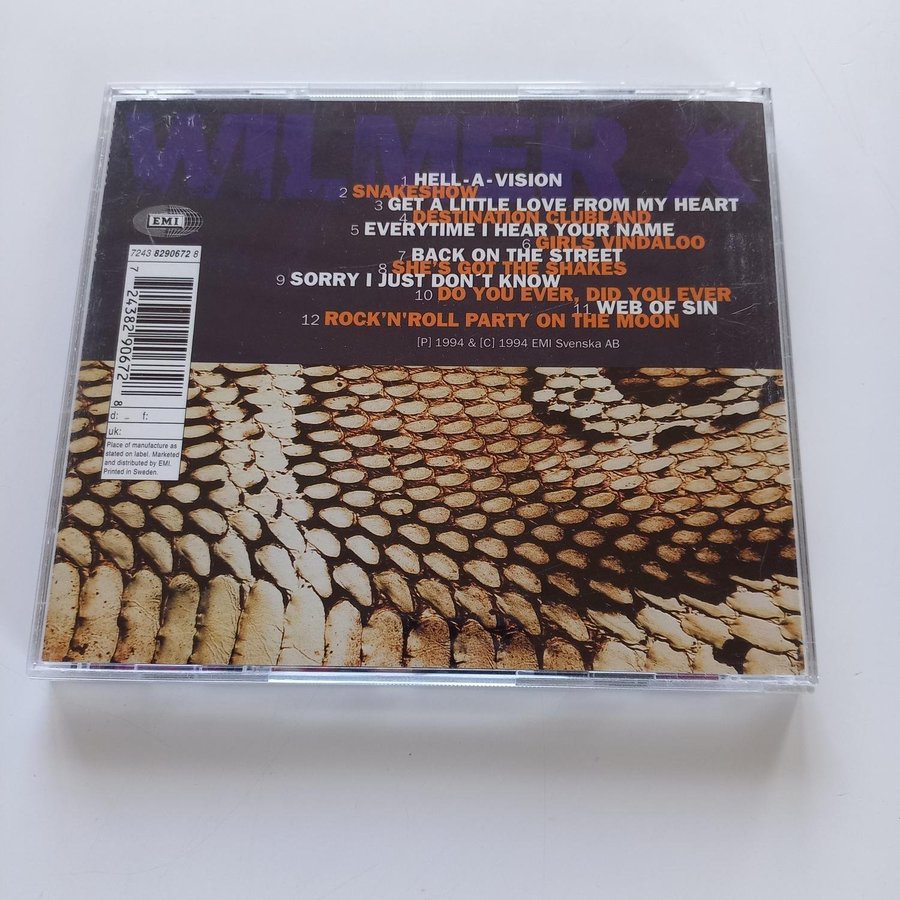 WILMER X
1 HELL-A-VISION
2 SNAKESHOW
3 GET A LITTLE LOVE FROM MY HEART
4 DESTINATION CLUBLAND
5 EVERYTIME I HEAR YOUR NAME
6 GIRLS VINDALOO
7 BACK ON THE STREET
8 SHE'S GOT THE SHAKES
9 SORRY I JUST DON´T KNOW
10 DO YOU EVER, DID YOU EVER
11 WEB OF SIN
12 ROCK'N'ROLL PARTY ON THE MOON
[P] 1994 & [C] 1994 EMI Svenska AB
EMI
7243 8290672 8
7 24382 90672 8
d: _ f:
uk:
Place of manufacture as
stated on label. Marketed
and distributed by EMI.
Printed in Sweden.